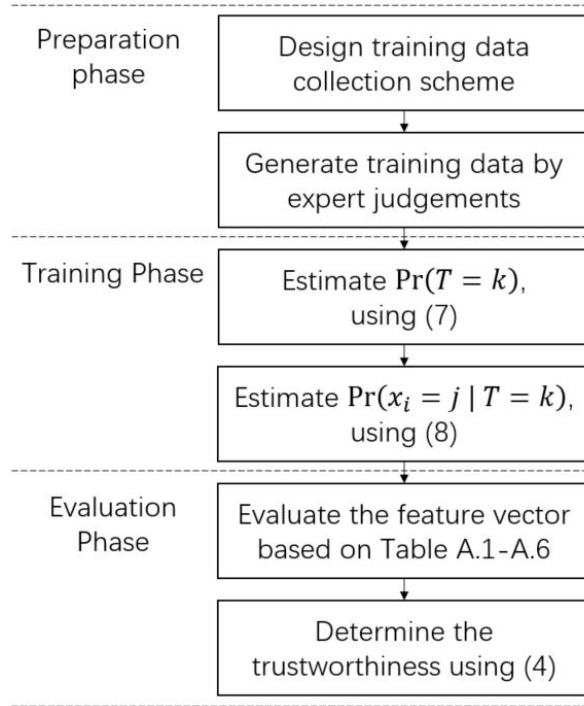 Preparation
phase
Design training data
collection scheme
Generate training data by
expert judgements
Training Phase
Estimate Pr(T = k),
using (7)
Estimate Pr(x_i = j | T = k),
using (8)
Evaluation
Phase
Evaluate the feature vector
based on Table A.1-A.6
Determine the
trustworthiness using (4)